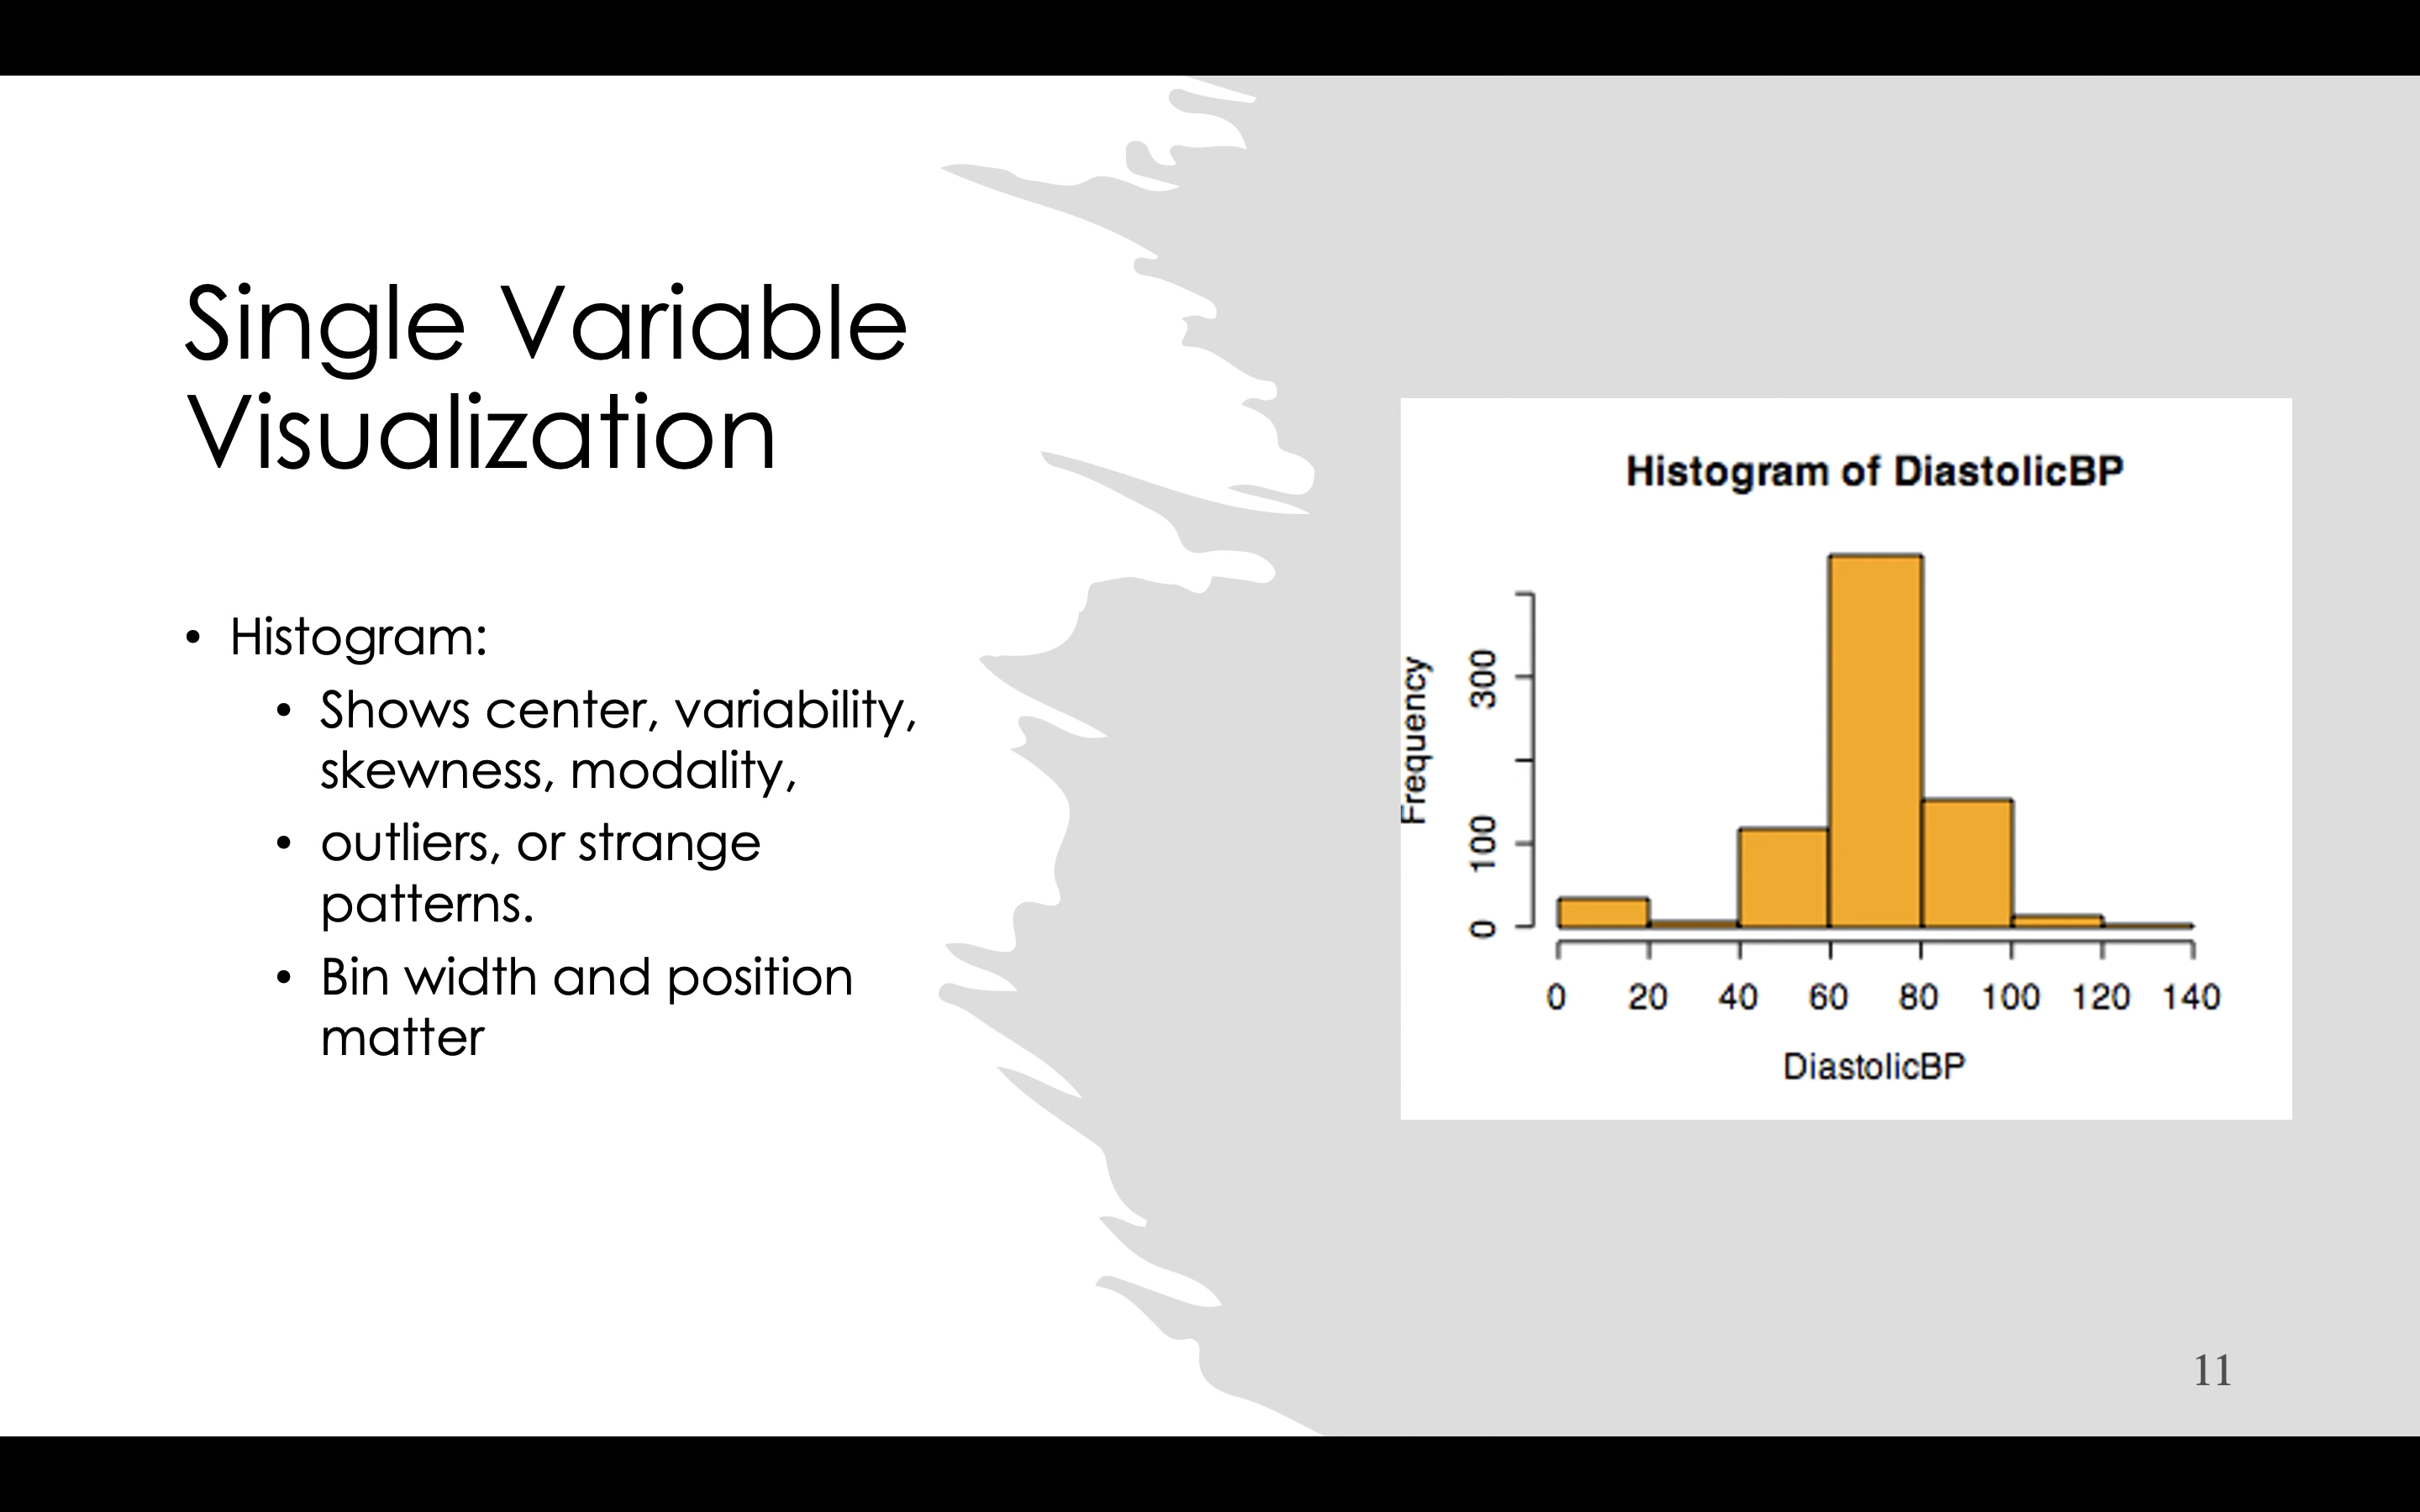 Single Variable
Visualization
• Histogram:
• Shows center, variability,
skewness, modality,
• outliers, or strange
patterns.
• Bin width and position
matter
Histogram of DiastolicBP
Frequency
300
100
0
0 20 40 60 80 100 120 140
DiastolicBP
11